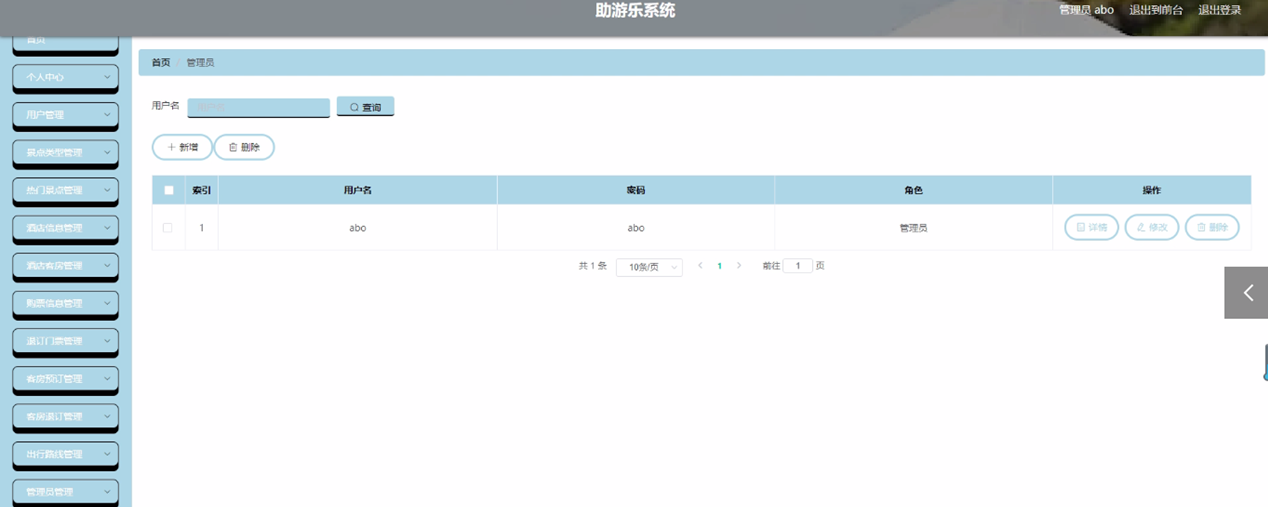 助游乐系统
管理员 abo 退出到前台 退出登录
首页
个人中心
用户管理
景点类型管理
热门景点管理
酒店信息管理
酒店客房管理
购票信息管理
退订门票管理
客房预订管理
客房退订管理
出行路线管理
管理员管理
首页 / 管理员
用户名 用户名 查询
+ 新增 删除
索引 用户名 密码 角色 操作
1 abo abo 管理员 详情 修改 删除
共 1 条 10条/页 1 前往 1 页